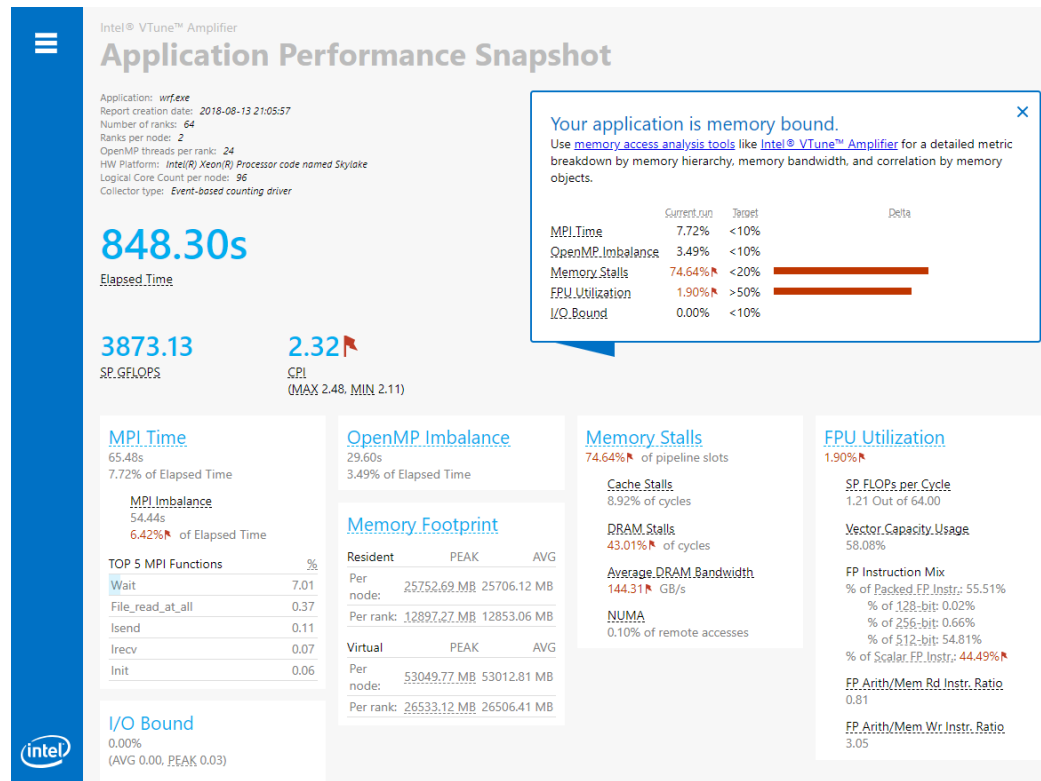 Intel® VTune™ Amplifier
Application Performance Snapshot
Application: wrf.exe
Report creation date: 2018-08-13 21:05:57
Number of ranks: 64
Ranks per node: 2
OpenMP threads per rank: 24
HW Platform: Intel(R) Xeon(R) Processor code named Skylake
Logical Core Count per node: 96
Collector type: Event-based counting driver
848.30s
Elapsed Time
3873.13
SP GFLOPS
2.32
CPI
(MAX 2.48, MIN 2.11)
Your application is memory bound.
Use memory access analysis tools like Intel® VTune™ Amplifier for a detailed metric
breakdown by memory hierarchy, memory bandwidth, and correlation by memory
objects.
Current run Target Delta
MPI Time 7.72% <10%
OpenMP Imbalance 3.49% <10%
Memory Stalls 74.64% <20%
FPU Utilization 1.90% >50%
I/O Bound 0.00% <10%
MPI Time
65.48s
7.72% of Elapsed Time
MPI Imbalance
54.44s
6.42% of Elapsed Time
TOP 5 MPI Functions %
Wait 7.01
File_read_at_all 0.37
Isend 0.11
Irecv 0.07
Init 0.06
I/O Bound
0.00%
(AVG 0.00, PEAK 0.03)
OpenMP Imbalance
29.60s
3.49% of Elapsed Time
Memory Footprint
Resident PEAK AVG
Per
node: 25752.69 MB 25706.12 MB
Per rank: 12897.27 MB 12853.06 MB
Virtual PEAK AVG
Per
node: 53049.77 MB 53012.81 MB
Per rank: 26533.12 MB 26506.41 MB
Memory Stalls
74.64% of pipeline slots
Cache Stalls
8.92% of cycles
DRAM Stalls
43.01% of cycles
Average DRAM Bandwidth
144.31 GB/s
NUMA
0.10% of remote accesses
FPU Utilization
1.90%
SP FLOPs per Cycle
1.21 Out of 64.00
Vector Capacity Usage
58.08%
FP Instruction Mix
% of Packed FP Instr.: 55.51%
% of 128-bit: 0.02%
% of 256-bit: 0.66%
% of 512-bit: 54.81%
% of Scalar FP Instr.: 44.49%
FP Arith/Mem Rd Instr. Ratio
0.81
FP Arith/Mem Wr Instr. Ratio
3.05
intel